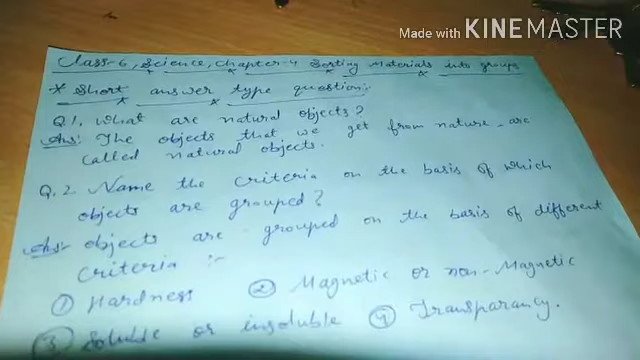 Made with KINEMASTER
Class-6, Science, Chapter-4 Sorting Materials into groups
* Short answer type question:-
Q1. What are natural objects?
Ans: The objects that we get from nature are
called natural objects.
Q.2. Name the criteria on the basis of which
objects are grouped?
Ans:- objects are grouped on the basis of different
Criteria :-
① Hardness ② Magnetic or non-Magnetic
③ Soluble or insoluble ④ Transparancy.